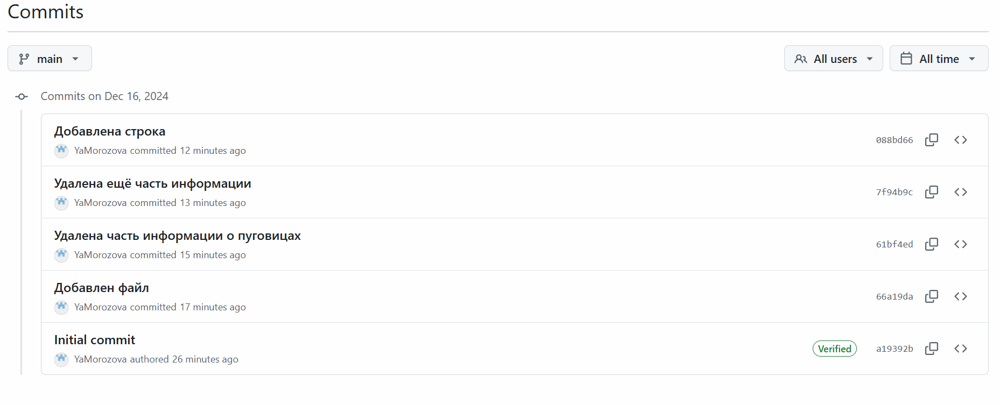 Commits
main
All users
All time
Commits on Dec 16, 2024
Добавлена строка
YaMorozova committed 12 minutes ago
088bd66
Удалена ещё часть информации
YaMorozova committed 13 minutes ago
7f94b9c
Удалена часть информации о пуговицах
YaMorozova committed 15 minutes ago
61bf4ed
Добавлен файл
YaMorozova committed 17 minutes ago
66a19da
Initial commit
YaMorozova authored 26 minutes ago
Verified
a19392b